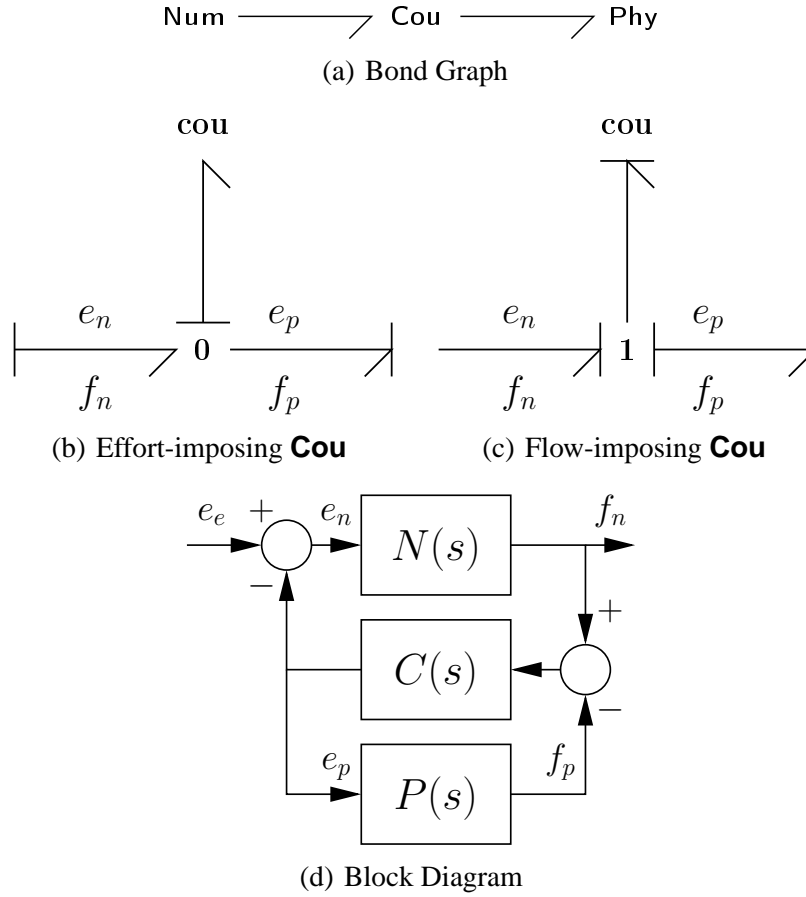 Num Cou Phy
(a) Bond Graph
cou cou
e_n e_p e_n e_p
0 1
f_n f_p f_n f_p
(b) Effort-imposing Cou (c) Flow-imposing Cou
e_e + e_n N(s) f_n
− +
C(s)
−
e_p P(s) f_p
(d) Block Diagram